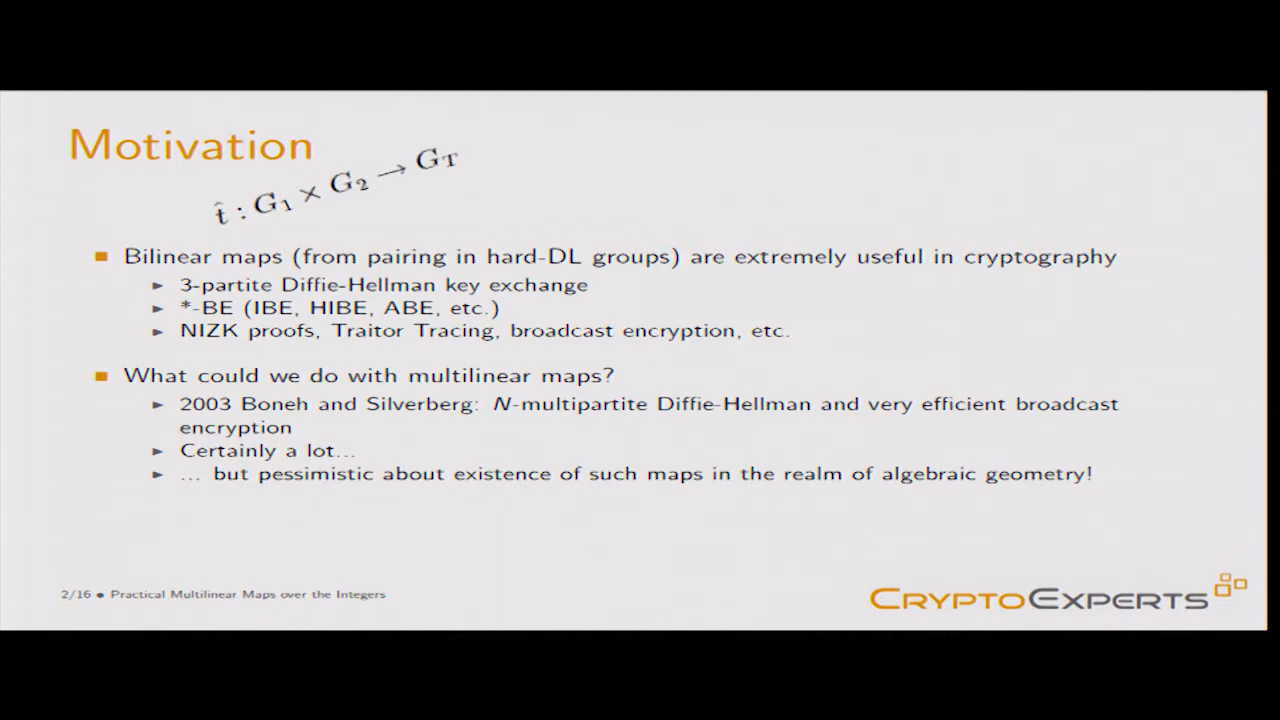 Motivation
t̂ : G₁ × G₂ → G_T
■ Bilinear maps (from pairing in hard-DL groups) are extremely useful in cryptography
► 3-partite Diffie-Hellman key exchange
► *-BE (IBE, HIBE, ABE, etc.)
► NIZK proofs, Traitor Tracing, broadcast encryption, etc.
■ What could we do with multilinear maps?
► 2003 Boneh and Silverberg: N-multipartite Diffie-Hellman and very efficient broadcast
encryption
► Certainly a lot...
► ... but pessimistic about existence of such maps in the realm of algebraic geometry!
2/16 ● Practical Multilinear Maps over the Integers
CRYPTOEXPERTS